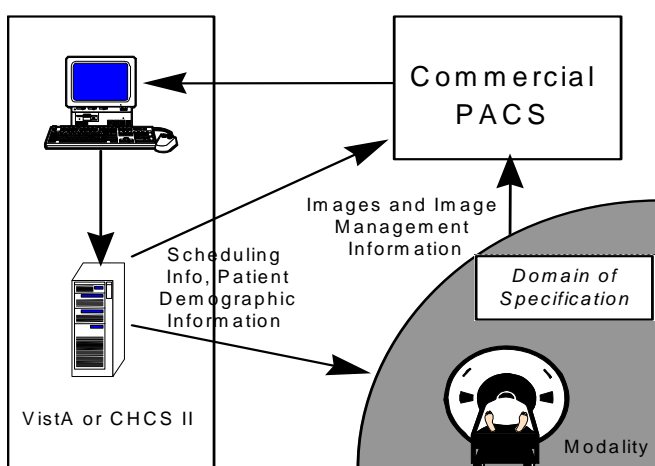 Commercial
PACS
Images and Image
Management
Information
Scheduling
Info, Patient
Demographic
Information
Domain of
Specification
VistA or CHCS II
Modality